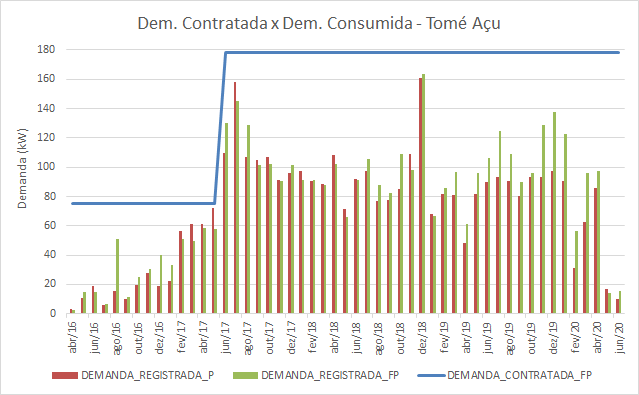 Dem. Contratada x Dem. Consumida - Tomé Açu
Demanda (kW)
180
160
140
120
100
80
60
40
20
0
abr/16
jun/16
ago/16
out/16
dez/16
fev/17
abr/17
jun/17
ago/17
out/17
dez/17
fev/18
abr/18
jun/18
ago/18
out/18
dez/18
fev/19
abr/19
jun/19
ago/19
out/19
dez/19
fev/20
abr/20
jun/20
DEMANDA_REGISTRADA_P
DEMANDA_REGISTRADA_FP
DEMANDA_CONTRATADA_FP